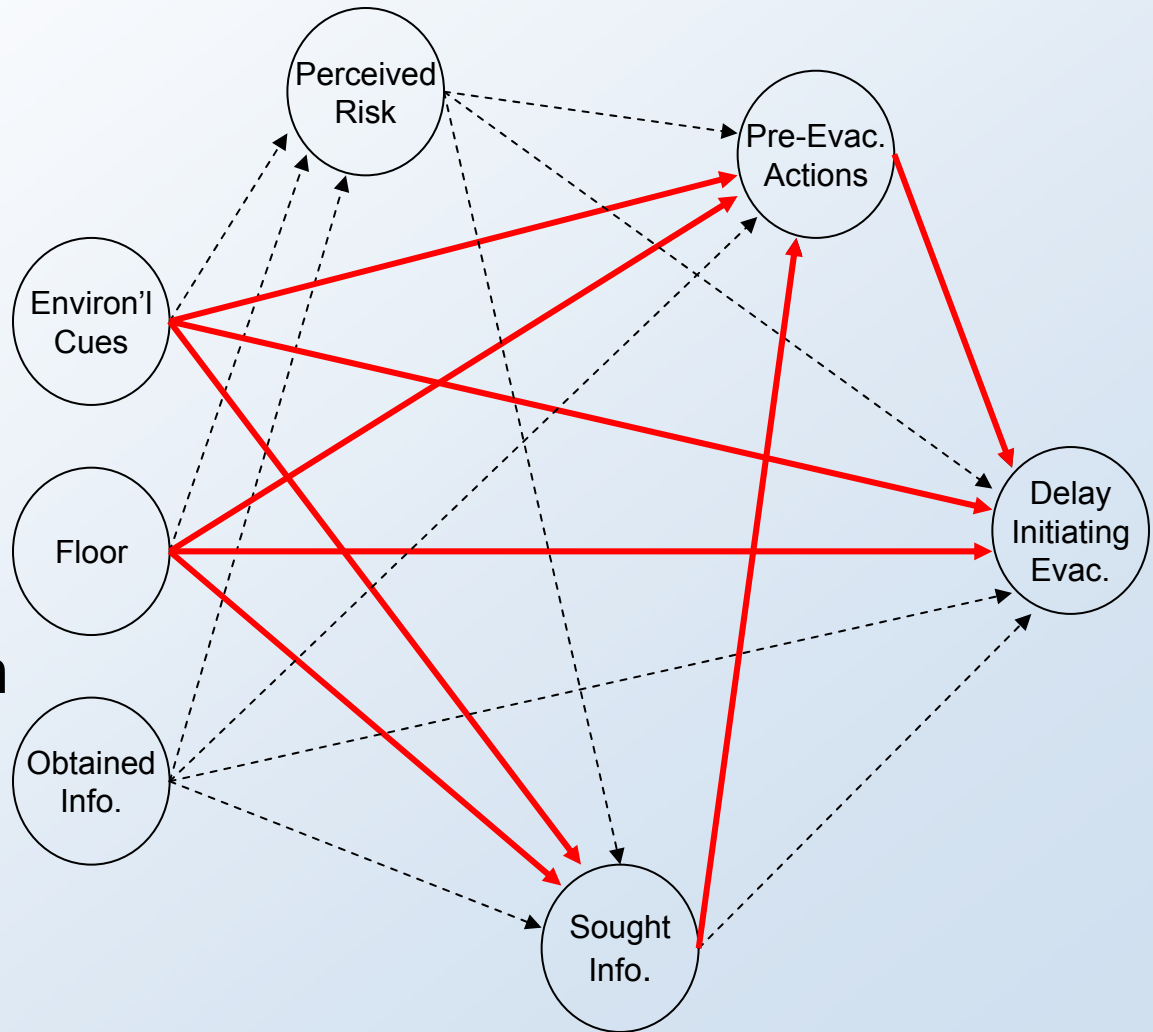 Perceived
Risk
Pre-Evac.
Actions
Environ'l
Cues
Delay
Initiating
Evac.
Floor
n
Obtained
Info.
Sought
Info.